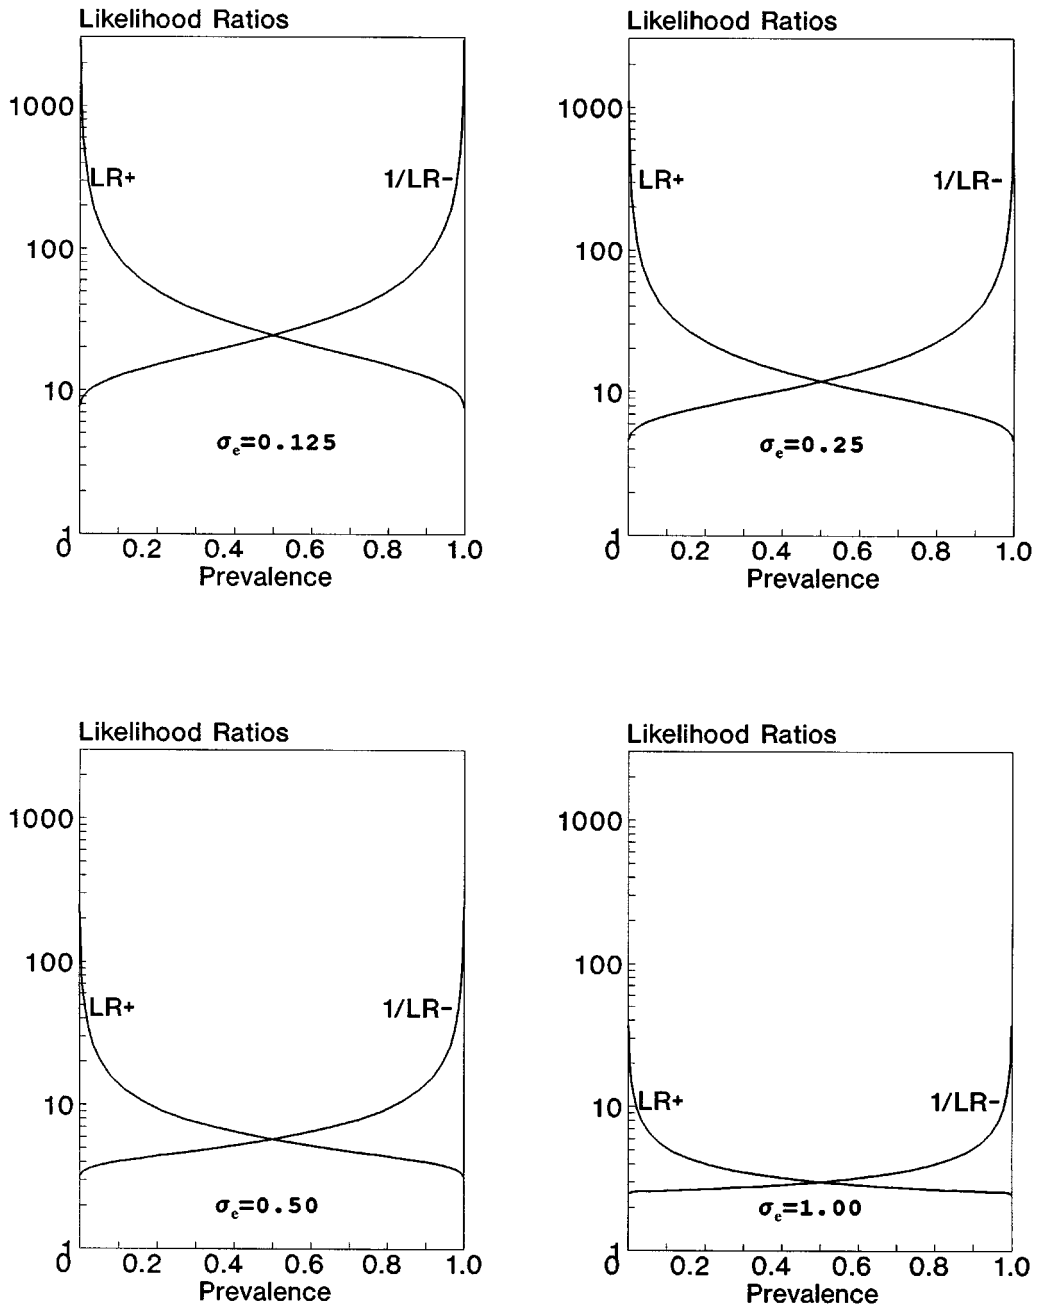 Likelihood Ratios
1000
100
10
1
LR+
1/LR-
σe=0.125
0 0.2 0.4 0.6 0.8 1.0
Prevalence
Likelihood Ratios
1000
100
10
1
LR+
1/LR-
σe=0.25
0 0.2 0.4 0.6 0.8 1.0
Prevalence
Likelihood Ratios
1000
100
10
1
LR+
1/LR-
σe=0.50
0 0.2 0.4 0.6 0.8 1.0
Prevalence
Likelihood Ratios
1000
100
10
1
LR+
1/LR-
σe=1.00
0 0.2 0.4 0.6 0.8 1.0
Prevalence